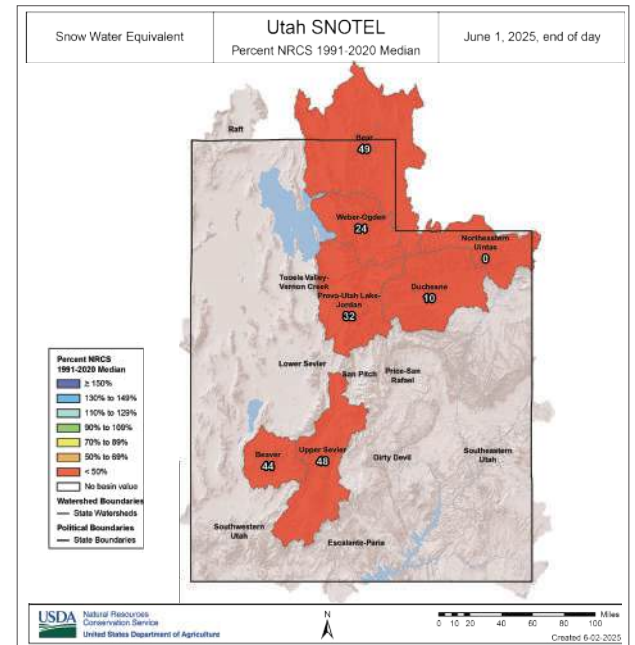 Snow Water Equivalent
Utah SNOTEL
Percent NRCS 1991-2020 Median
June 1, 2025, end of day
Raft
Bear
49
Weber-Ogden
24
Northeastern
Uintas
0
Tooele Valley-
Vernon Creek
Provo-Utah Lake-
Jordan
32
Duchesne
10
Lower Sevier
San Pitch
Price-San
Rafael
Beaver
44
Upper Sevier
48
Dirty Devil
Southeastern
Utah
Southwestern
Utah
Escalante-Paria
Percent NRCS
1991-2020 Median
≥ 150%
130% to 149%
110% to 129%
90% to 109%
70% to 89%
50% to 69%
< 50%
No basin value
Watershed Boundaries
State Watersheds
Political Boundaries
State Boundaries
USDA
Natural Resources
Conservation Service
United States Department of Agriculture
N
Miles
0 10 20 40 60 80 100
Created 6-02-2025